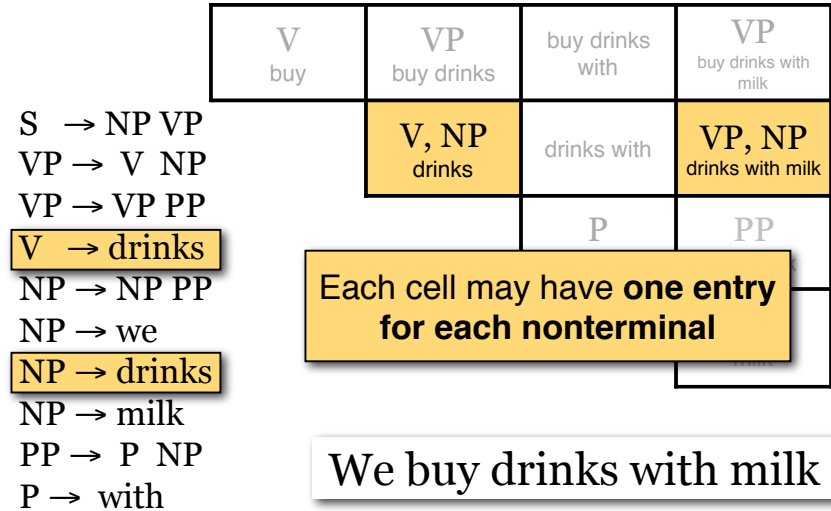 V
buy
VP
buy drinks
buy drinks
with
VP
buy drinks with
milk
S → NP VP
VP → V NP
VP → VP PP
V → drinks
NP → NP PP
NP → we
NP → drinks
NP → milk
PP → P NP
P → with
V, NP
drinks
drinks with
VP, NP
drinks with milk
P
PP
Each cell may have one entry
for each nonterminal
We buy drinks with milk